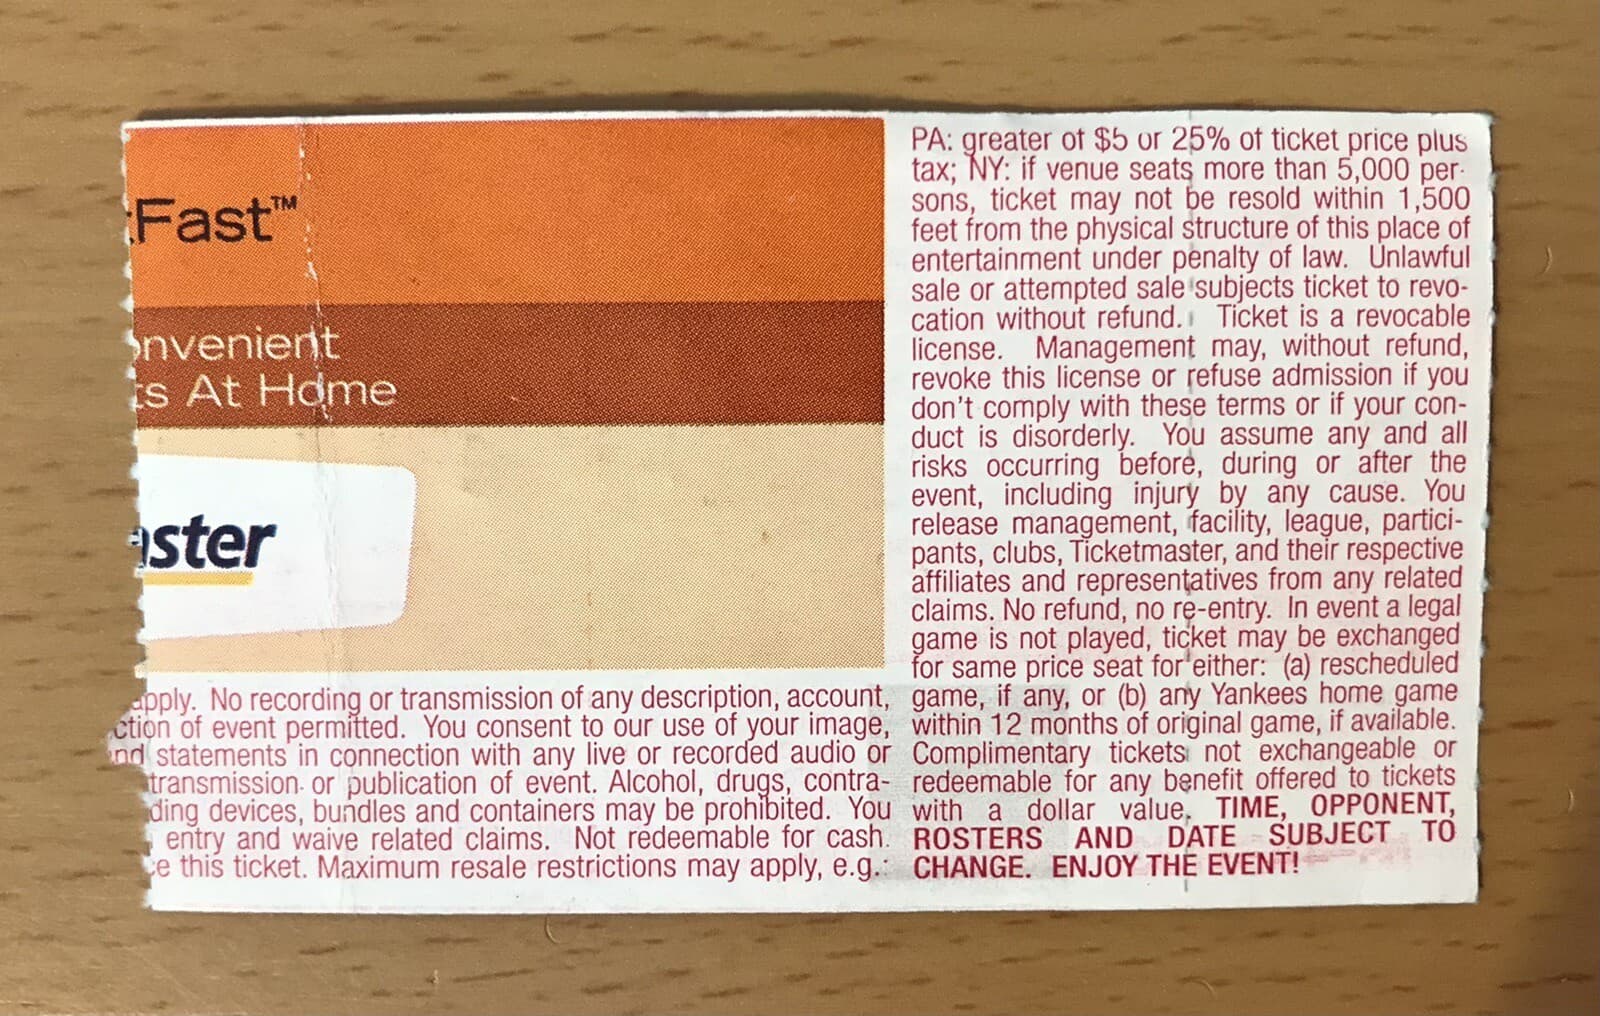 Fast™
nvenient
s At Home
ster
apply. No recording or transmission of any description, account,
ction of event permitted. You consent to our use of your image,
nd statements in connection with any live or recorded audio or
transmission or publication of event. Alcohol, drugs, contra-
ding devices, bundles and containers may be prohibited. You
entry and waive related claims. Not redeemable for cash.
e this ticket. Maximum resale restrictions may apply, e.g.:
PA: greater of $5 or 25% of ticket price plus
tax; NY: if venue seats more than 5,000 per-
sons, ticket may not be resold within 1,500
feet from the physical structure of this place of
entertainment under penalty of law. Unlawful
sale or attempted sale subjects ticket to revo-
cation without refund. Ticket is a revocable
license. Management may, without refund,
revoke this license or refuse admission if you
don't comply with these terms or if your con-
duct is disorderly. You assume any and all
risks occurring before, during or after the
event, including injury by any cause. You
release management, facility, league, partici-
pants, clubs, Ticketmaster, and their respective
affiliates and representatives from any related
claims. No refund, no re-entry. In event a legal
game is not played, ticket may be exchanged
for same price seat for either: (a) rescheduled
game, if any, or (b) any Yankees home game
within 12 months of original game, if available.
Complimentary tickets not exchangeable or
redeemable for any benefit offered to tickets
with a dollar value. TIME, OPPONENT,
ROSTERS AND DATE SUBJECT TO
CHANGE. ENJOY THE EVENT!